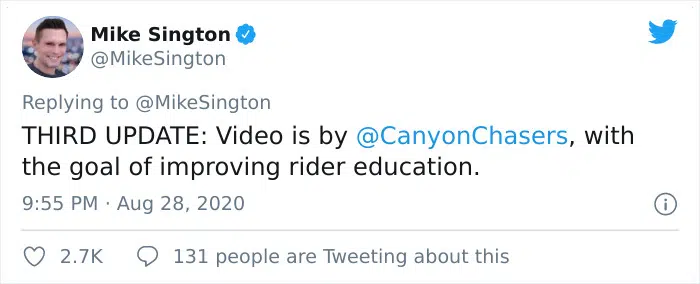 Mike Sington
@MikeSington
Replying to @MikeSington
THIRD UPDATE: Video is by @CanyonChasers, with
the goal of improving rider education.
9:55 PM · Aug 28, 2020
2.7K
131 people are Tweeting about this